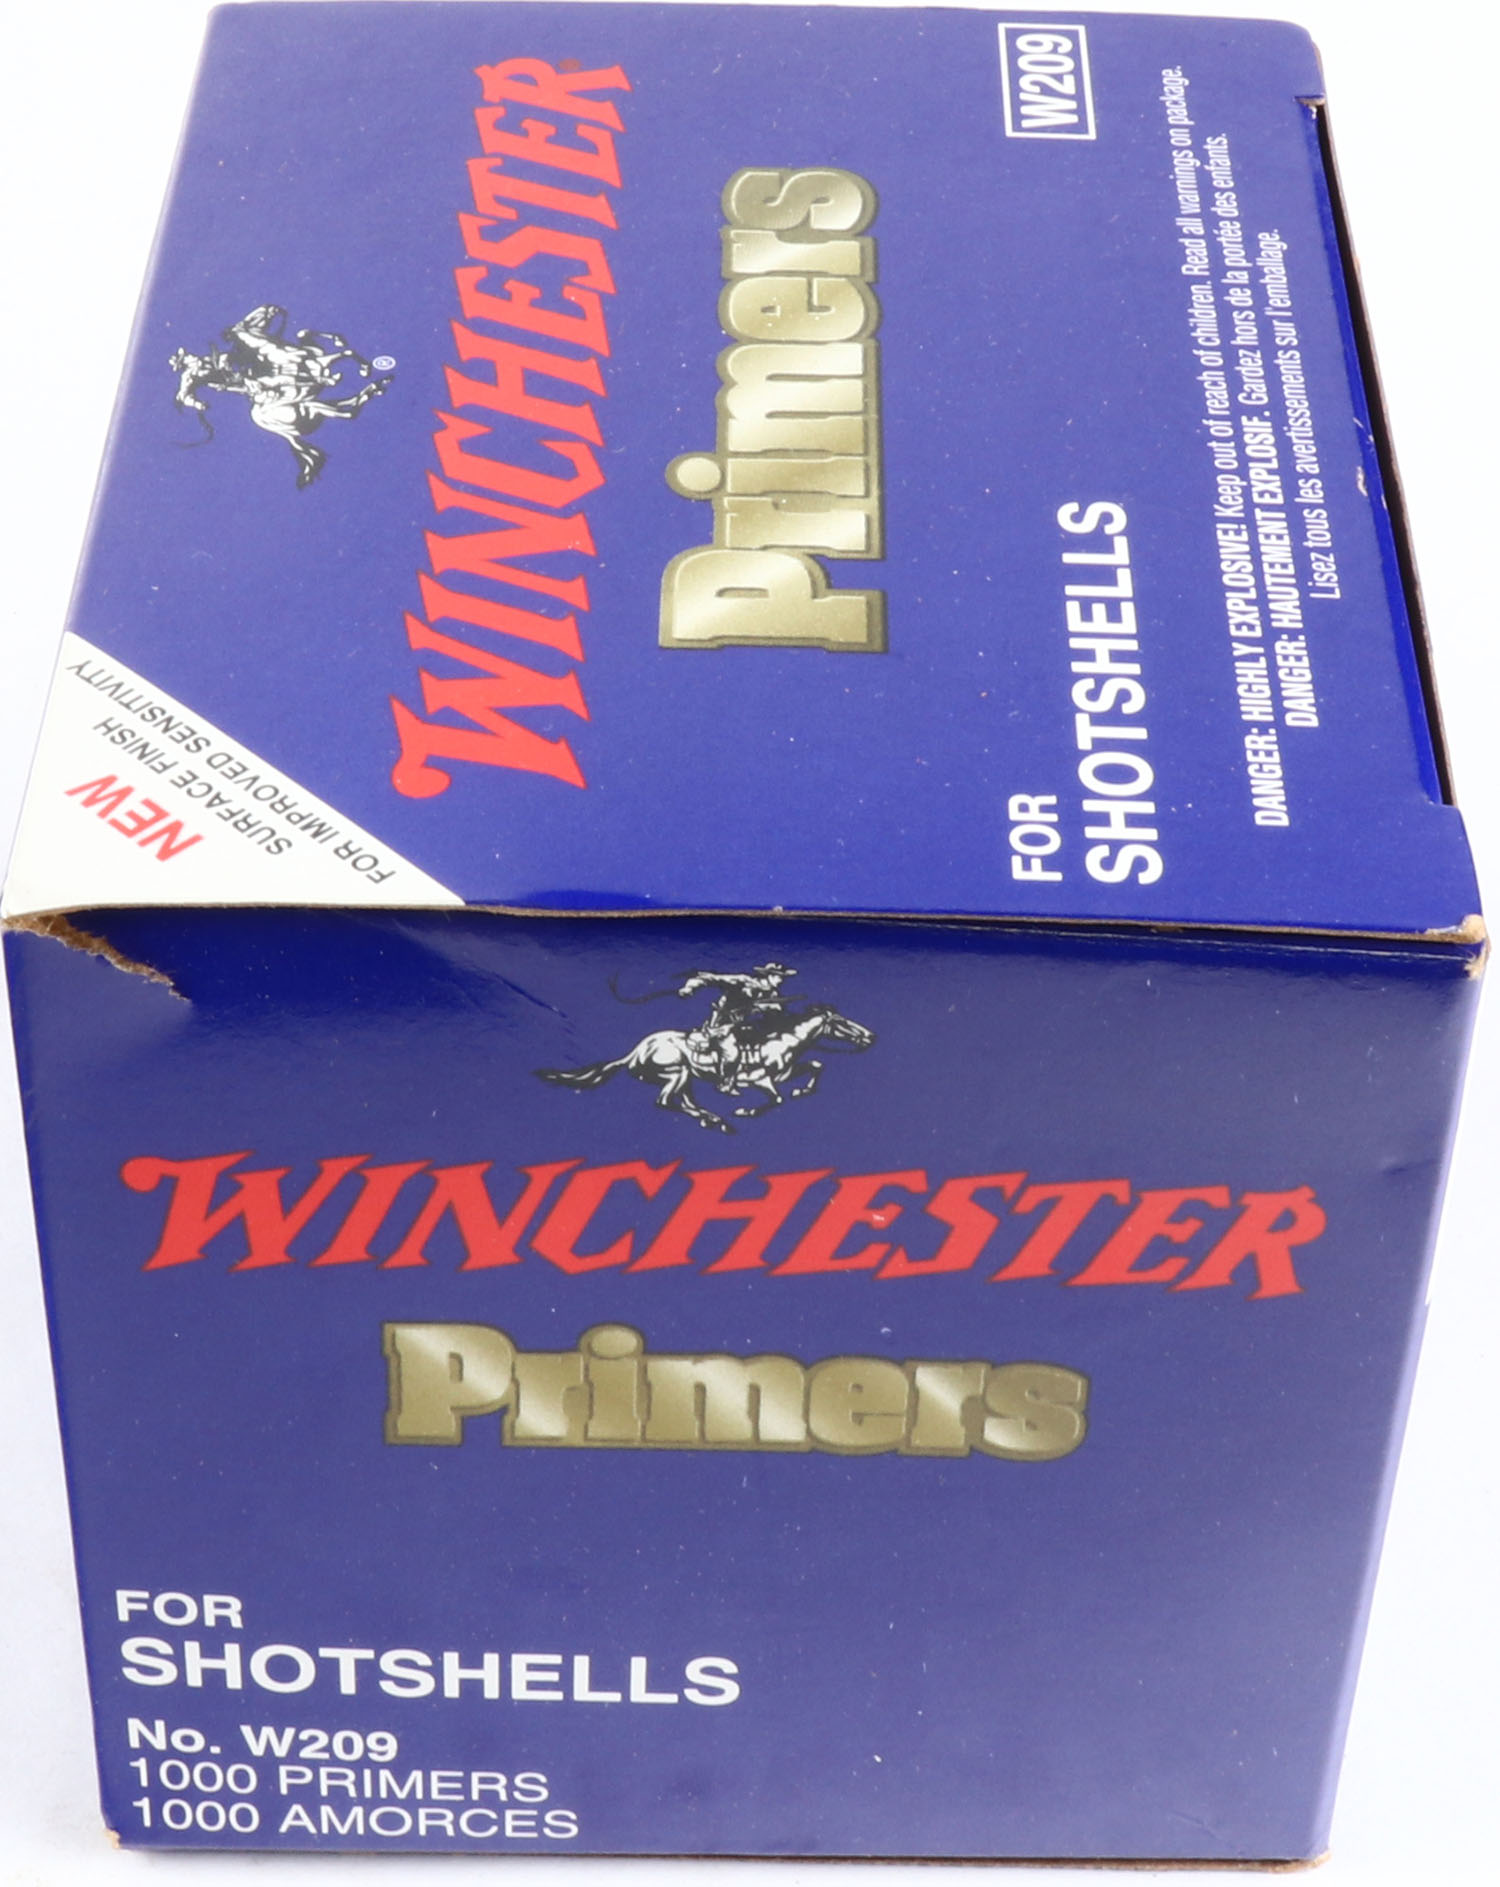 NEW
SURFACE FINISH
FOR IMPROVED SENSITIVITY
®
WINCHESTER®
Primers
FOR
SHOTSHELLS
W209
DANGER: HIGHLY EXPLOSIVE! Keep out of reach of children. Read all warnings on package.
DANGER: HAUTEMENT EXPLOSIF. Gardez hors de la portée des enfants.
Lisez tous les avertissements sur l'emballage.
WINCHESTER
Primers
FOR
SHOTSHELLS
No. W209
1000 PRIMERS
1000 AMORCES